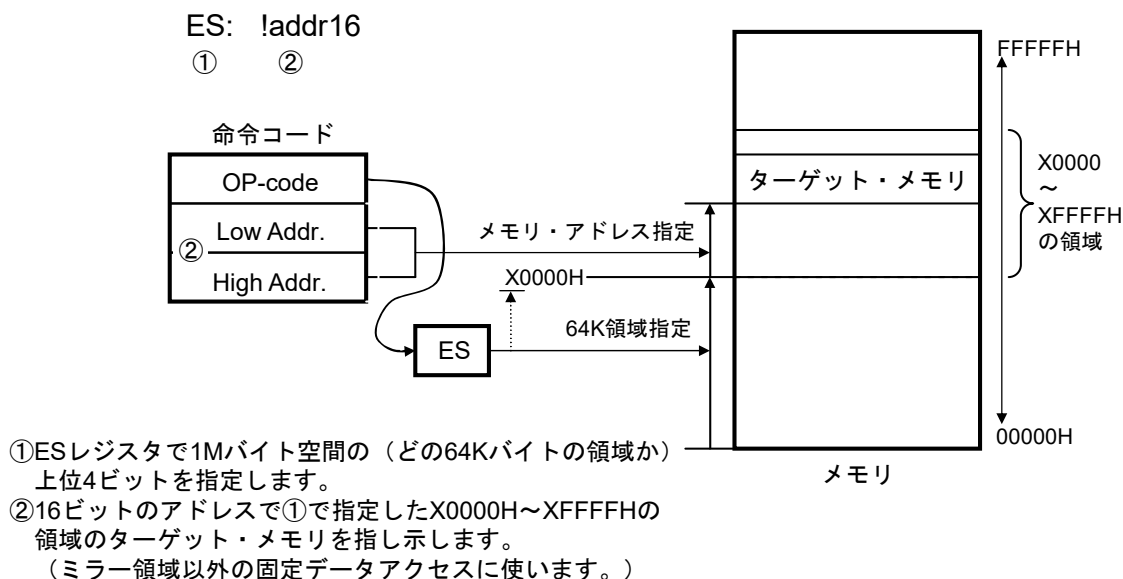 ES: !addr16
① ②
命令コード
OP-code
Low Addr.
②
High Addr.
ES
メモリ・アドレス指定
X0000H
64K領域指定
ターゲット・メモリ
メモリ
FFFFFH
X0000
～
XFFFFH
の領域
00000H
①ESレジスタで1Mバイト空間の（どの64Kバイトの領域か）
上位4ビットを指定します。
②16ビットのアドレスで①で指定したX0000H～XFFFFHの
領域のターゲット・メモリを指し示します。
（ミラー領域以外の固定データアクセスに使います。）